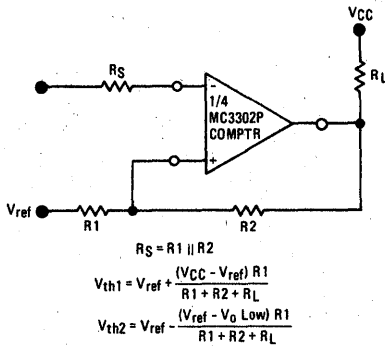 VCC
RS
RL
-
1/4
MC3302P
COMPTR
+
Vref
R1
R2
RS = R1 || R2
Vth1 = Vref + (VCC - Vref) R1 / R1 + R2 + RL
Vth2 = Vref - (Vref - Vo Low) R1 / R1 + R2 + RL